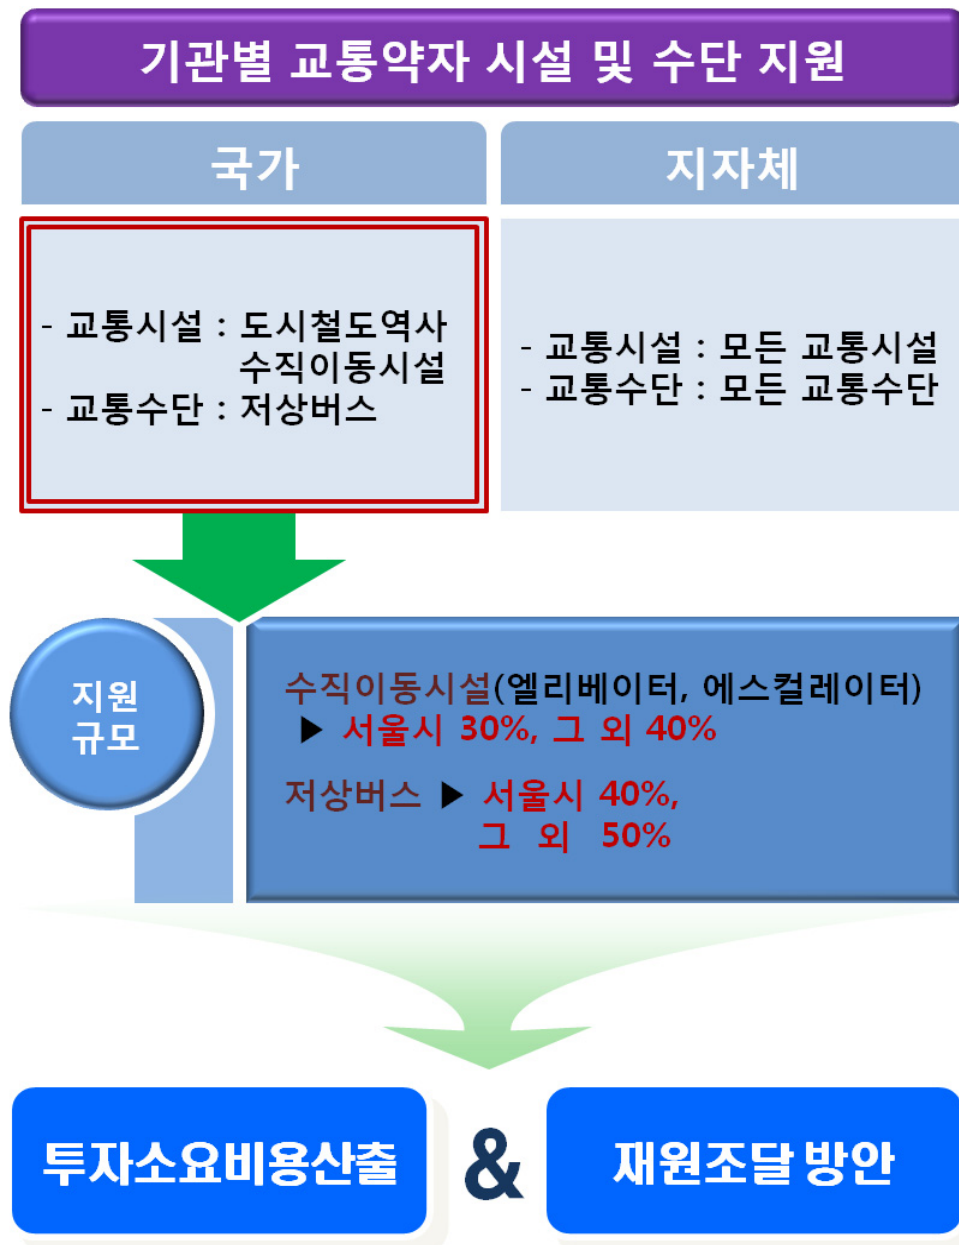 기관별 교통약자 시설 및 수단 지원
국가
지자체
- 교통시설 : 도시철도역사
수직이동시설
- 교통수단 : 저상버스
- 교통시설 : 모든 교통시설
- 교통수단 : 모든 교통수단
지원
규모
수직이동시설(엘리베이터, 에스컬레이터)
▶ 서울시 30%, 그 외 40%
저상버스 ▶ 서울시 40%,
그 외 50%
투자소요비용산출
&
재원조달 방안